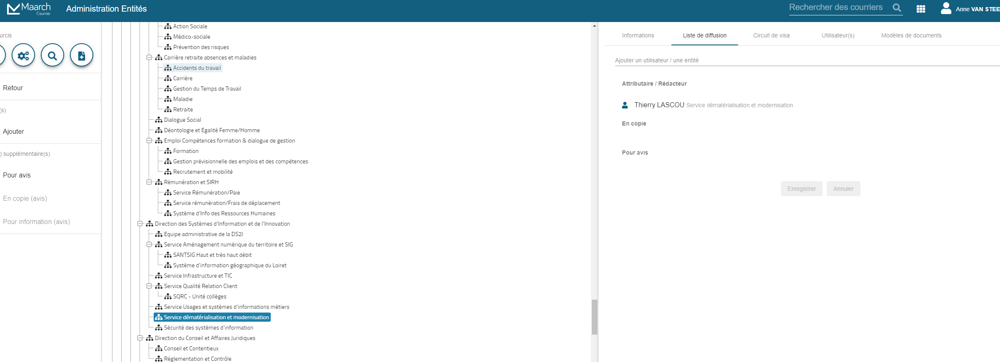 Maarch
Courrier
Administration Entités
Rechercher des courriers
Anne VAN STEE
urcis
Retour
(s)
Ajouter
) supplémentaire(s)
Pour avis
En copie (avis)
Pour information (avis)
Action Sociale
Médico-sociale
Prévention des risques
Carrière retraite absences et maladies
Accidents du travail
Carrière
Gestion du Temps de Travail
Maladie
Retraite
Dialogue Social
Déontologie et Egalité Femme/Homme
Emploi Compétences formation & dialogue de gestion
Formation
Gestion prévisionnelle des emplois et des compétences
Recrutement et mobilité
Rémunération et SIRH
Service Rémunération/Paie
Service rémunération/Frais de déplacement
Système d'Info des Ressources Humaines
Direction des Systèmes d'Information et de l'Innovation
Equipe administrative de la DS2I
Service Aménagement numérique du territoire et SIG
SANTSIG Haut et très haut débit
Système d'information géographique du Loiret
Service Infrastructure et TIC
Service Qualité Relation Client
SQRC - Unité collèges
Service Usages et systèmes d'informations métiers
Service dématérialisation et modernisation
Sécurité des systèmes d'information
Direction du Conseil et Affaires Juridiques
Conseil et Contentieux
Réglementation et Contrôle
Informations
Liste de diffusion
Circuit de visa
Utilisateur(s)
Modèles de documents
Ajouter un utilisateur / une entité
Attributaire / Rédacteur
Thierry LASCOU Service dématérialisation et modernisation
En copie
Pour avis
Enregistrer
Annuler